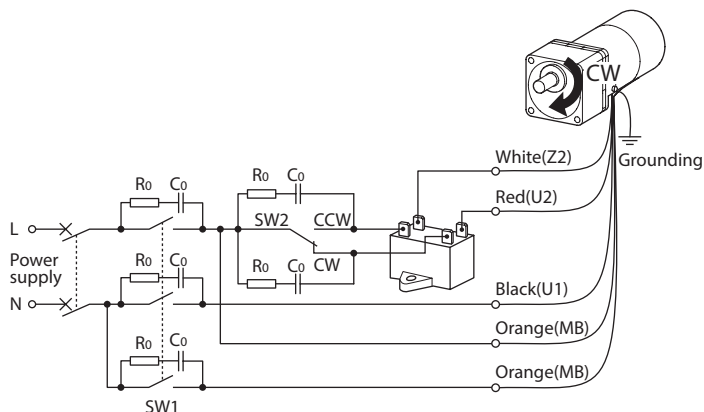 CW
White(Z2)
Grounding
R0
C0
R0
C0
Red(U2)
L
SW2
CCW
Power
supply
CW
R0
C0
R0
C0
Black(U1)
N
Orange(MB)
R0
C0
Orange(MB)
SW1